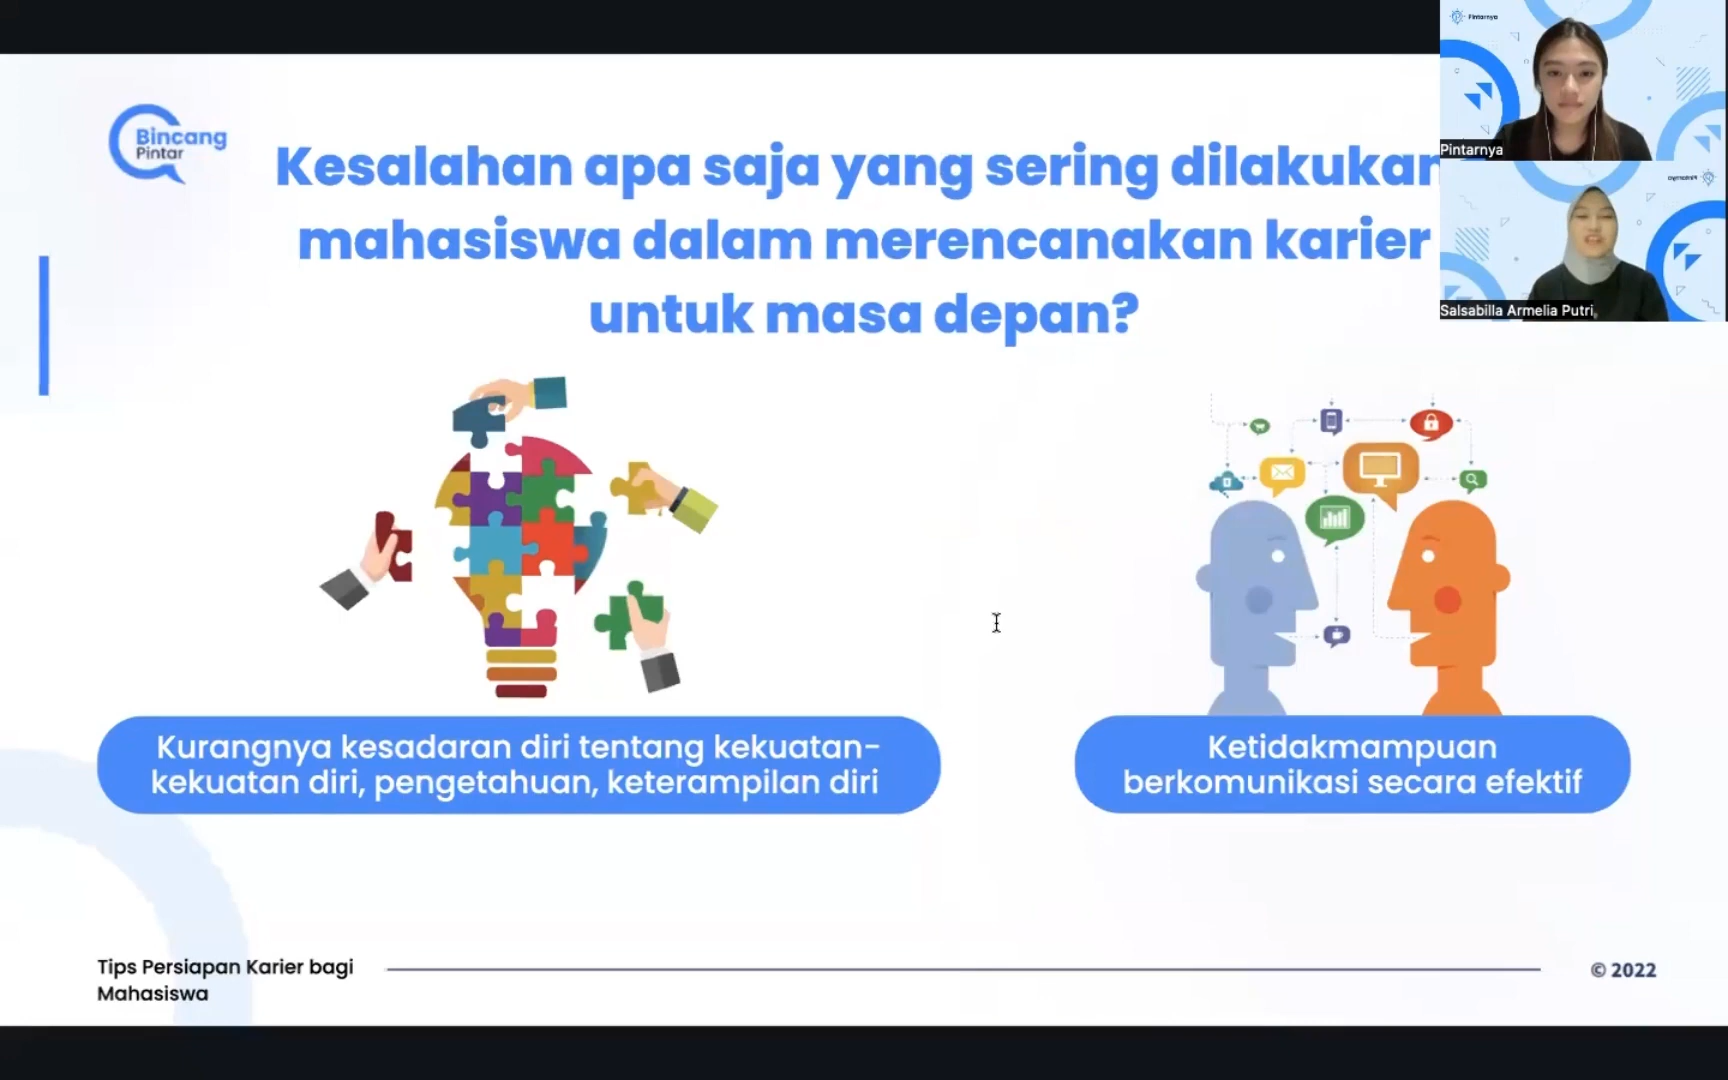 Pintarnya
Bincang
Pintar
Kesalahan apa saja yang sering dilakukan
mahasiswa dalam merencanakan karier
untuk masa depan?
Pintarnya
Pintarnya
Salsabilla Armelia Putri
Kurangnya kesadaran diri tentang kekuatan-
kekuatan diri, pengetahuan, keterampilan diri
Ketidakmampuan
berkomunikasi secara efektif
Tips Persiapan Karier bagi
Mahasiswa
© 2022